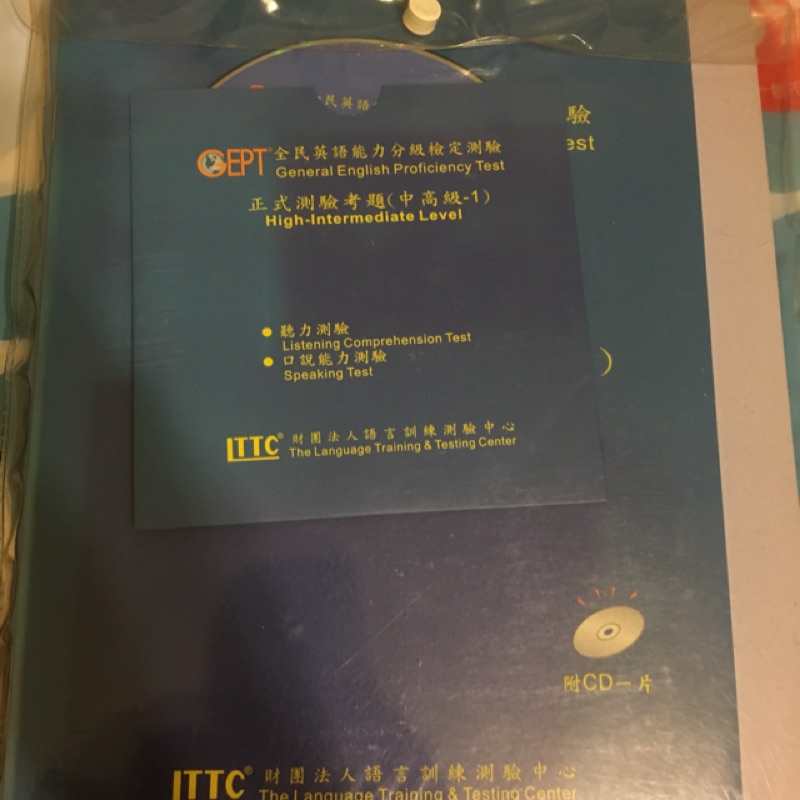 民英語
GEPT® 全民英語能力分級檢定測驗
General English Proficiency Test
正式測驗考題(中高級-1)
High-Intermediate Level
● 聽力測驗
Listening Comprehension Test
● 口說能力測驗
Speaking Test
LTTC® 財團法人語言訓練測驗中心
The Language Training & Testing Center
驗
est
)
附CD一片
LTTC® 財團法人語言訓練測驗中心
The Language Training & Testing Center